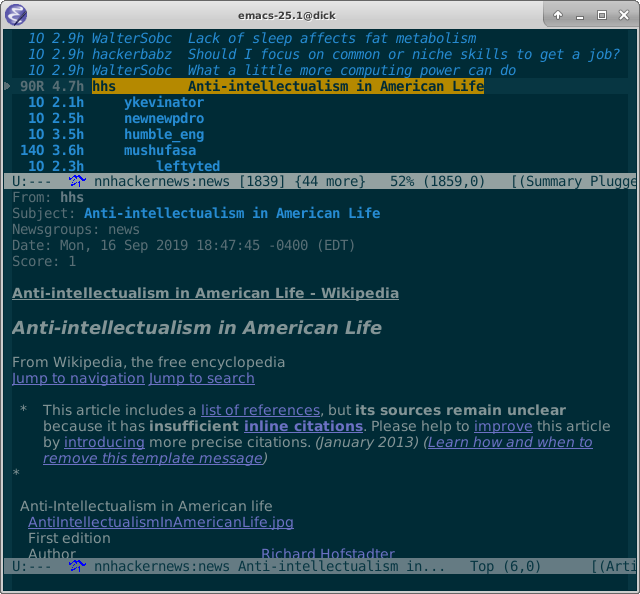 emacs-25.1@dick
1O 2.9h WalterSobc Lack of sleep affects fat metabolism
1O 2.9h hackerbabz Should I focus on common or niche skills to get a job?
1O 2.9h WalterSobc What a little more computing power can do
90R 4.7h hhs Anti-intellectualism in American Life
1O 2.1h ykevinator
1O 2.5h newnewpdro
1O 3.5h humble_eng
14O 3.6h mushufasa
1O 2.3h leftyted
U:--- nnhackernews:news [1839] {44 more} 52% (1859,0) [(Summary Plugge
From: hhs
Subject: Anti-intellectualism in American Life
Newsgroups: news
Date: Mon, 16 Sep 2019 18:47:45 -0400 (EDT)
Score: 1
Anti-intellectualism in American Life - Wikipedia
Anti-intellectualism in American Life
From Wikipedia, the free encyclopedia
Jump to navigation Jump to search
* This article includes a list of references, but its sources remain unclear
because it has insufficient inline citations. Please help to improve this article
by introducing more precise citations. (January 2013) (Learn how and when to
remove this template message)
*
Anti-Intellectualism in American life
AntiIntellectualismInAmericanLife.jpg
First edition
Author Richard Hofstadter
U:--- nnhackernews:news Anti-intellectualism in... Top (6,0) [(Arti